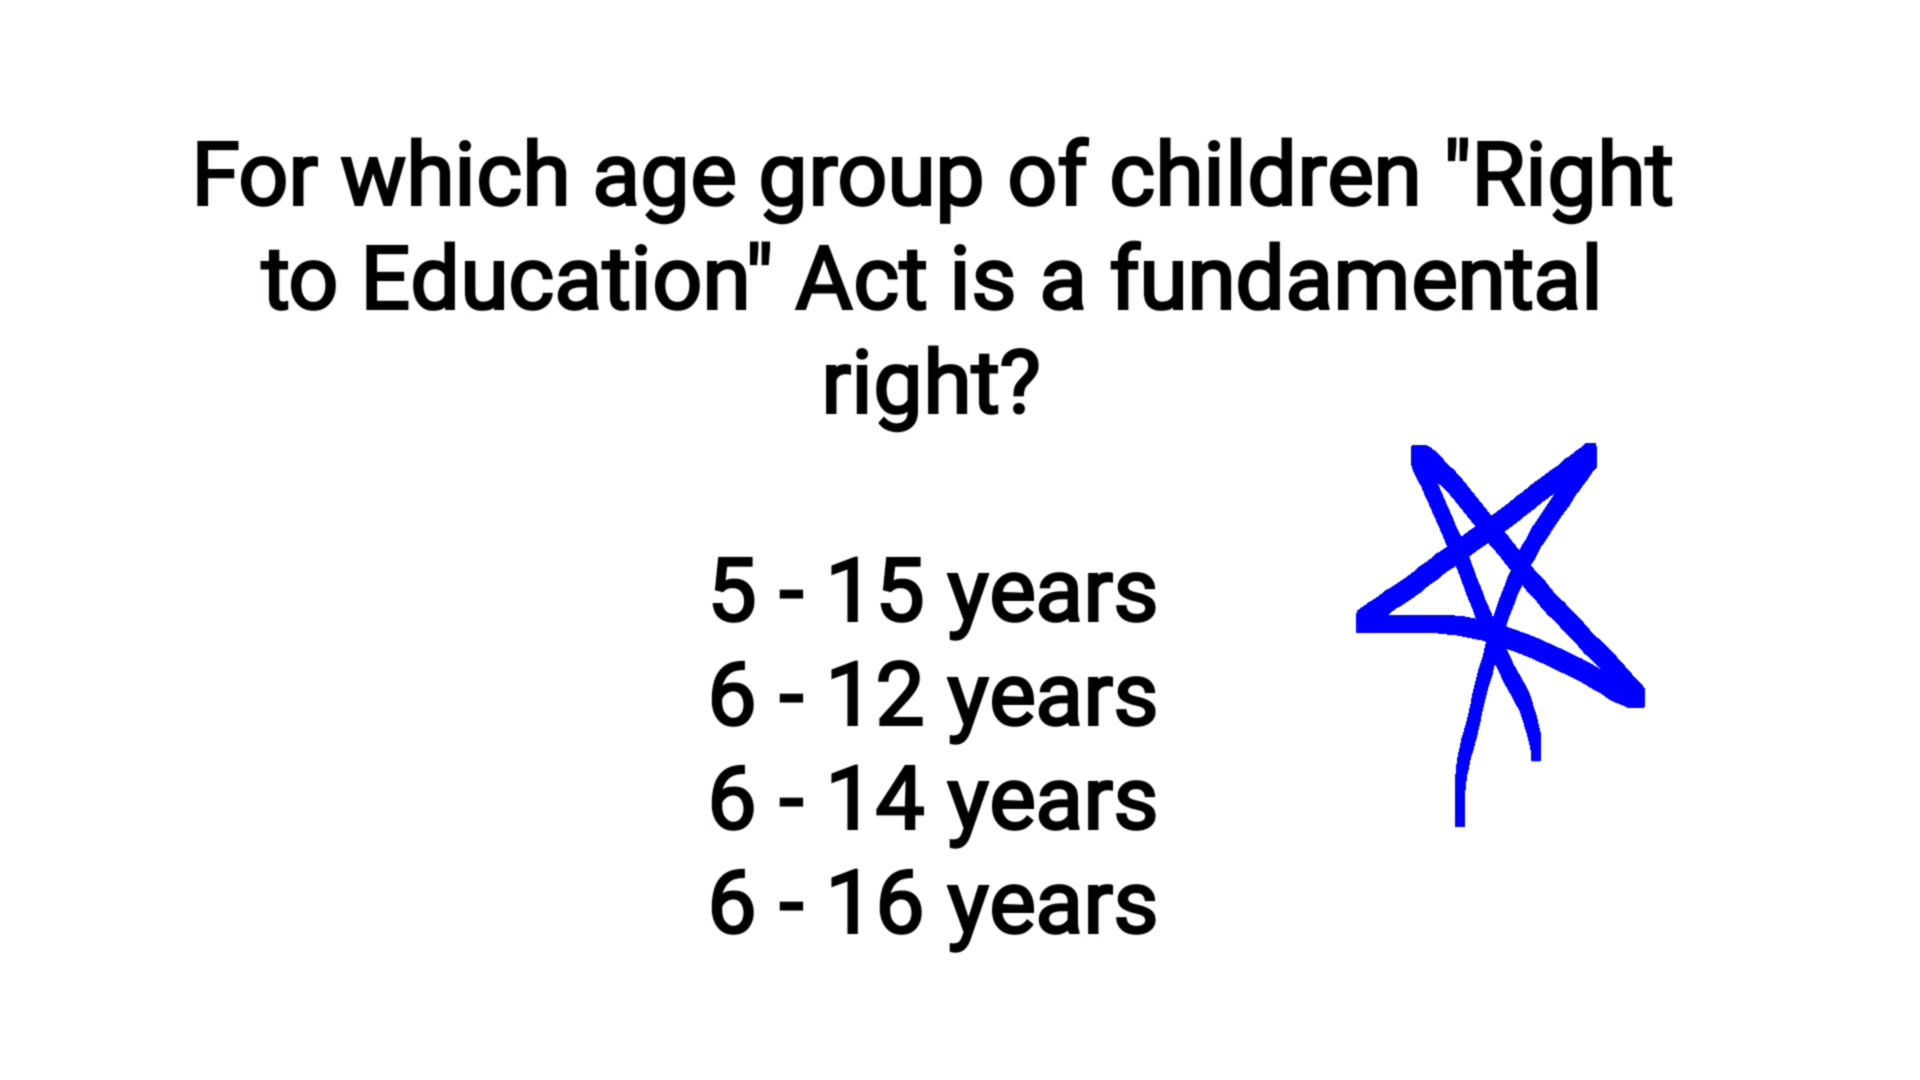 For which age group of children "Right
to Education" Act is a fundamental
right?
5 - 15 years
6 - 12 years
6 - 14 years
6 - 16 years